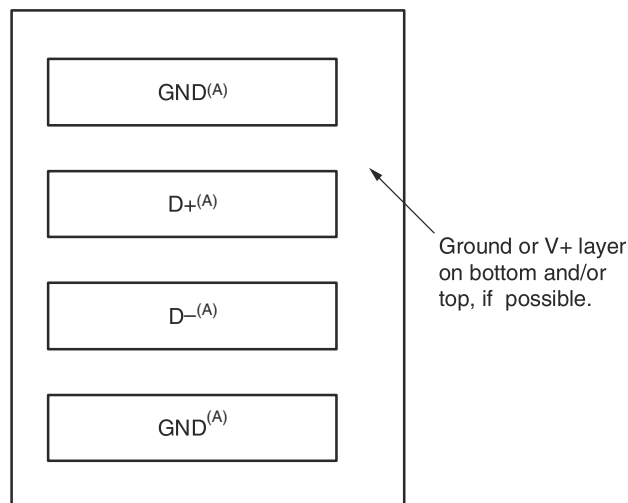 GND(A)
D+(A)
Ground or V+ layer
on bottom and/or
top, if possible.
D–(A)
GND(A)